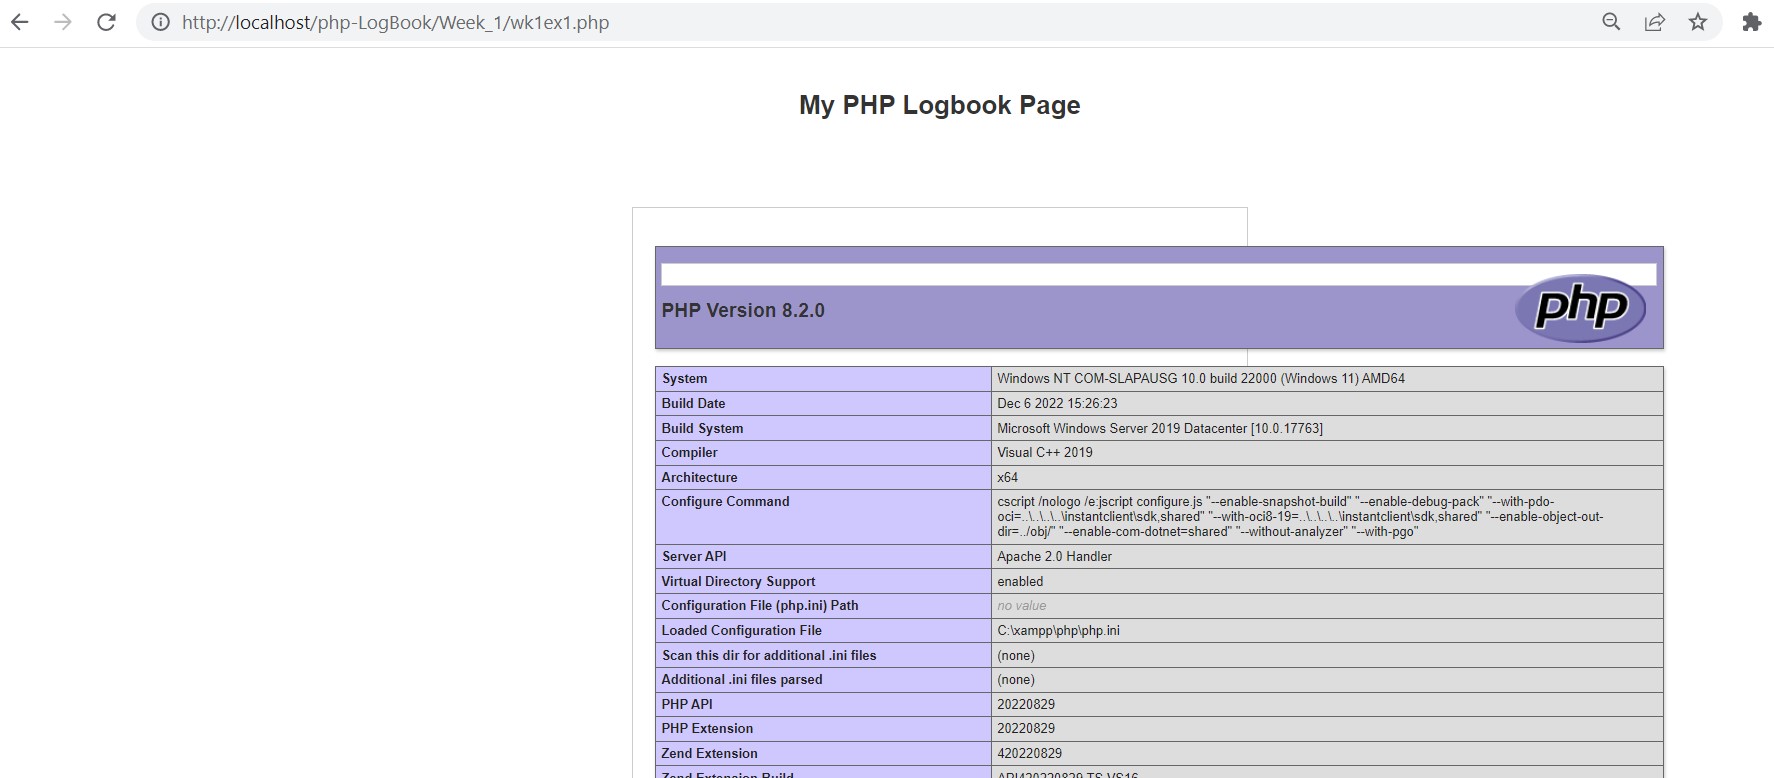 http://localhost/php-LogBook/Week_1/wk1ex1.php
My PHP Logbook Page
php
PHP Version 8.2.0
System Windows NT COM-SLAPAUSG 10.0 build 22000 (Windows 11) AMD64
Build Date Dec 6 2022 15:26:23
Build System Microsoft Windows Server 2019 Datacenter [10.0.17763]
Compiler Visual C++ 2019
Architecture x64
Configure Command cscript /nologo /e:jscript configure.js "--enable-snapshot-build" "--enable-debug-pack" "--with-pdo-
oci=..\..\..\..\instantclient\sdk,shared" "--with-oci8-19=..\..\..\..\instantclient\sdk,shared" "--enable-object-out-
dir=../obj/" "--enable-com-dotnet=shared" "--without-analyzer" "--with-pgo"
Server API Apache 2.0 Handler
Virtual Directory Support enabled
Configuration File (php.ini) Path no value
Loaded Configuration File C:\xampp\php\php.ini
Scan this dir for additional .ini files (none)
Additional .ini files parsed (none)
PHP API 20220829
PHP Extension 20220829
Zend Extension 420220829
Zend Extension Build API420220829,TS,VS16